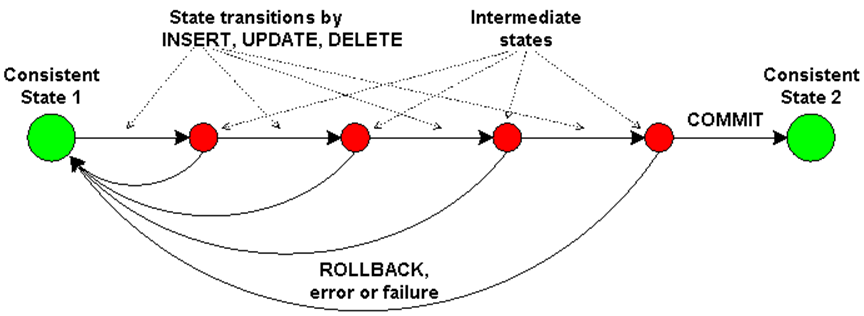 State transitions by
INSERT, UPDATE, DELETE
Intermediate
states
Consistent
State 1
Consistent
State 2
COMMIT
ROLLBACK,
error or failure